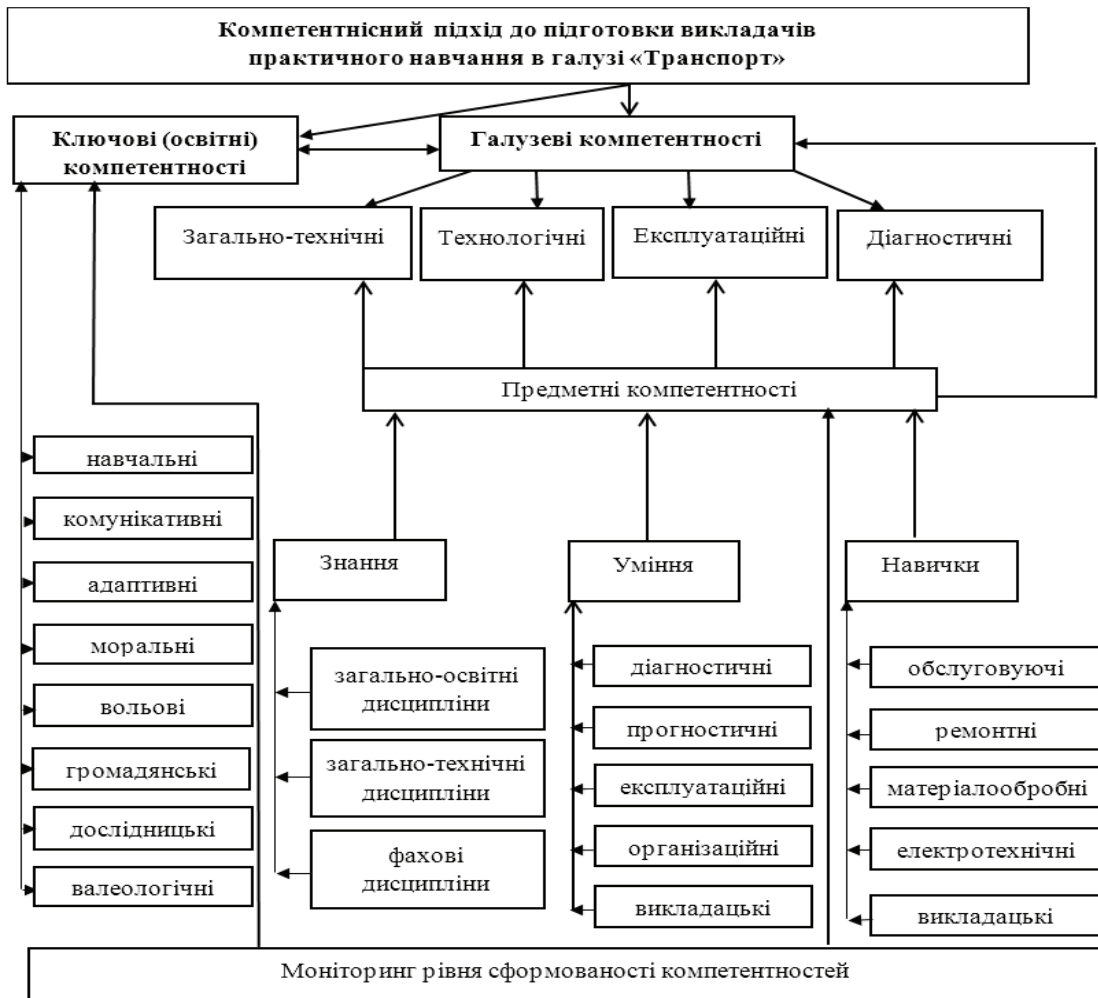 Компетентнісний підхід до підготовки викладачів
практичного навчання в галузі «Транспорт»
Ключові (освітні)
компетентності
Галузеві компетентності
Загально-технічні
Технологічні
Експлуатаційні
Діагностичні
Предметні компетентності
навчальні
комунікативні
адаптивні
моральні
вольові
громадянські
дослідницькі
валеологічні
Знання
загально-освітні
дисципліни
загально-технічні
дисципліни
фахові
дисципліни
Уміння
діагностичні
прогностичні
експлуатаційні
організаційні
викладацькі
Навички
обслуговуючі
ремонтні
матеріалообробні
електротехнічні
викладацькі
Моніторинг рівня сформованості компетентностей